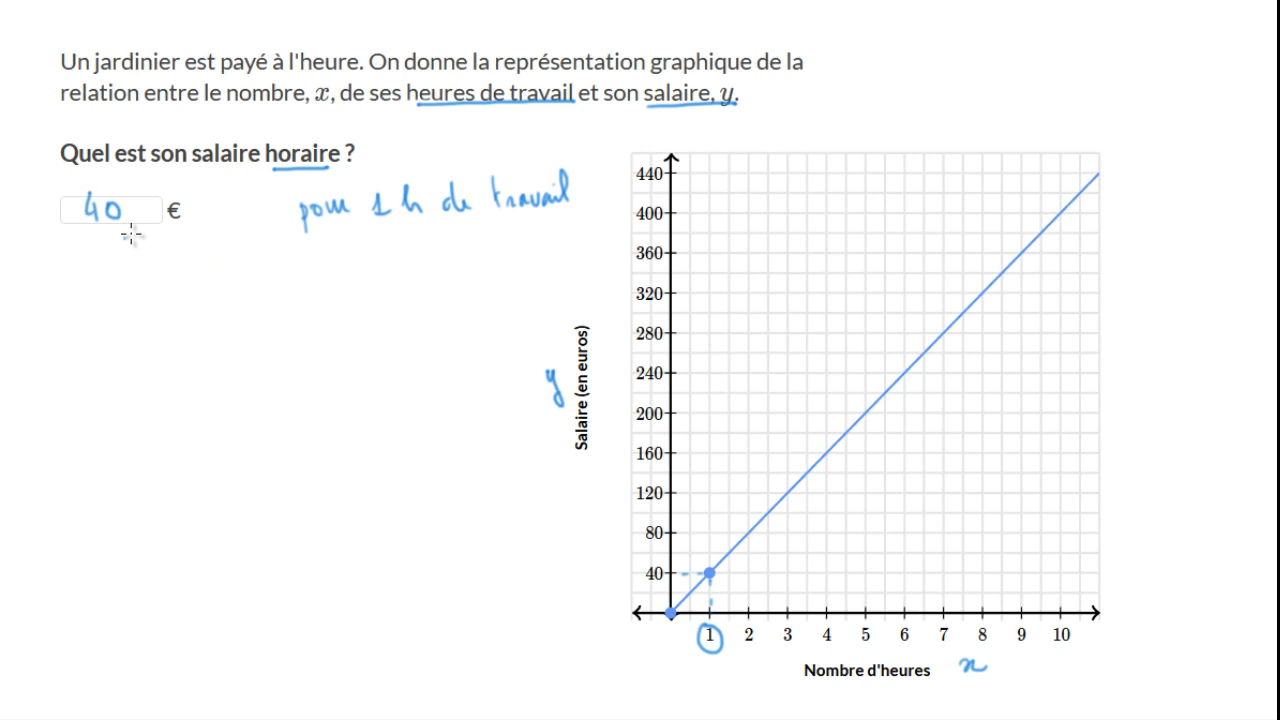 Un jardinier est payé à l'heure. On donne la représentation graphique de la
relation entre le nombre, x, de ses heures de travail et son salaire, y.
Quel est son salaire horaire ?
40 €
pour 1 h de travail
440
400
360
320
280
240
200
160
120
80
40
y
Salaire (en euros)
1 2 3 4 5 6 7 8 9 10
Nombre d'heures x